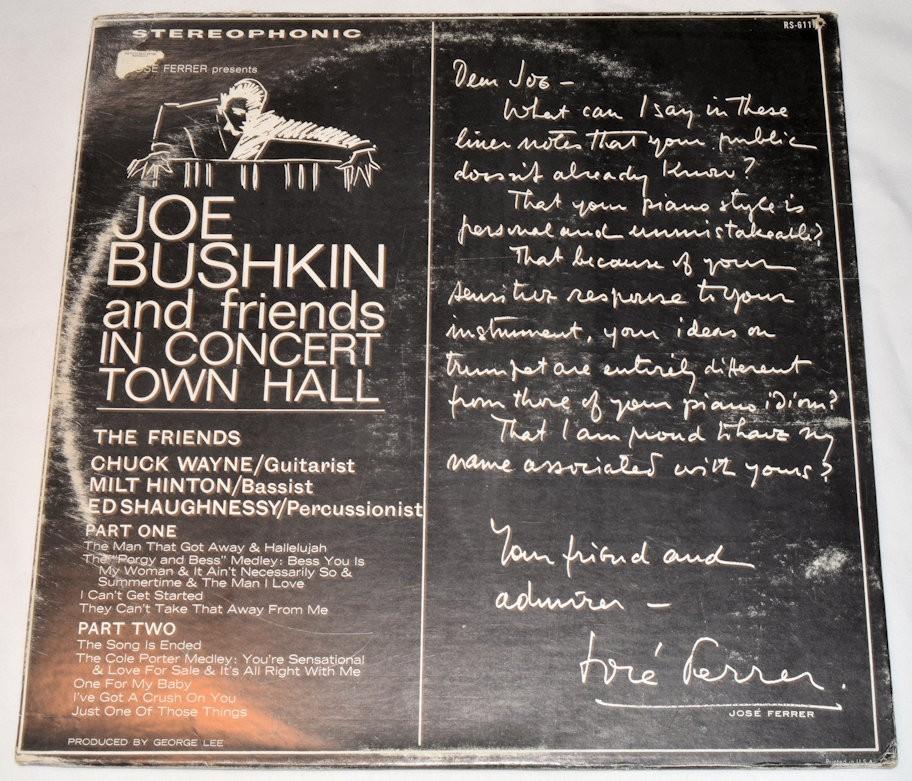 STEREOPHONIC
JOSÉ FERRER presents
JOE
BUSHKIN
and friends
IN CONCERT
TOWN HALL
THE FRIENDS
CHUCK WAYNE/Guitarist
MILT HINTON/Bassist
ED SHAUGHNESSY/Percussionist
PART ONE
The Man That Got Away & Hallelujah
The "Porgy and Bess" Medley: Bess You Is
My Woman & It Ain't Necessarily So &
Summertime & The Man I Love
I Can't Get Started
They Can't Take That Away From Me
PART TWO
The Song Is Ended
The Cole Porter Medley: You're Sensational
& Love For Sale & It's All Right With Me
One For My Baby
I've Got A Crush On You
Just One Of Those Things
PRODUCED BY GEORGE LEE
Dear Joe –
What can I say in these
liner notes that your public
doesn't already know?
That your piano style is
personal and unmistakeable?
That because of your
sensitive response to your
instrument, your ideas on
trumpet are entirely different
from those of your piano idiom?
That I am proud to have my
name associated with yours?
Your friend and
admirer –
José Ferrer.
JOSÉ FERRER
Printed in U.S.A.